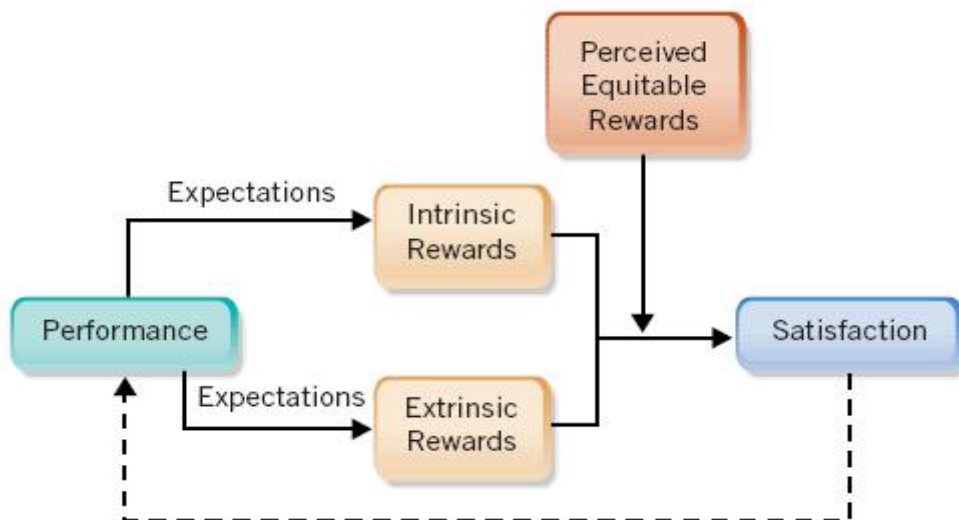 Perceived
Equitable
Rewards
Expectations
Intrinsic
Rewards
Performance
Satisfaction
Expectations
Extrinsic
Rewards